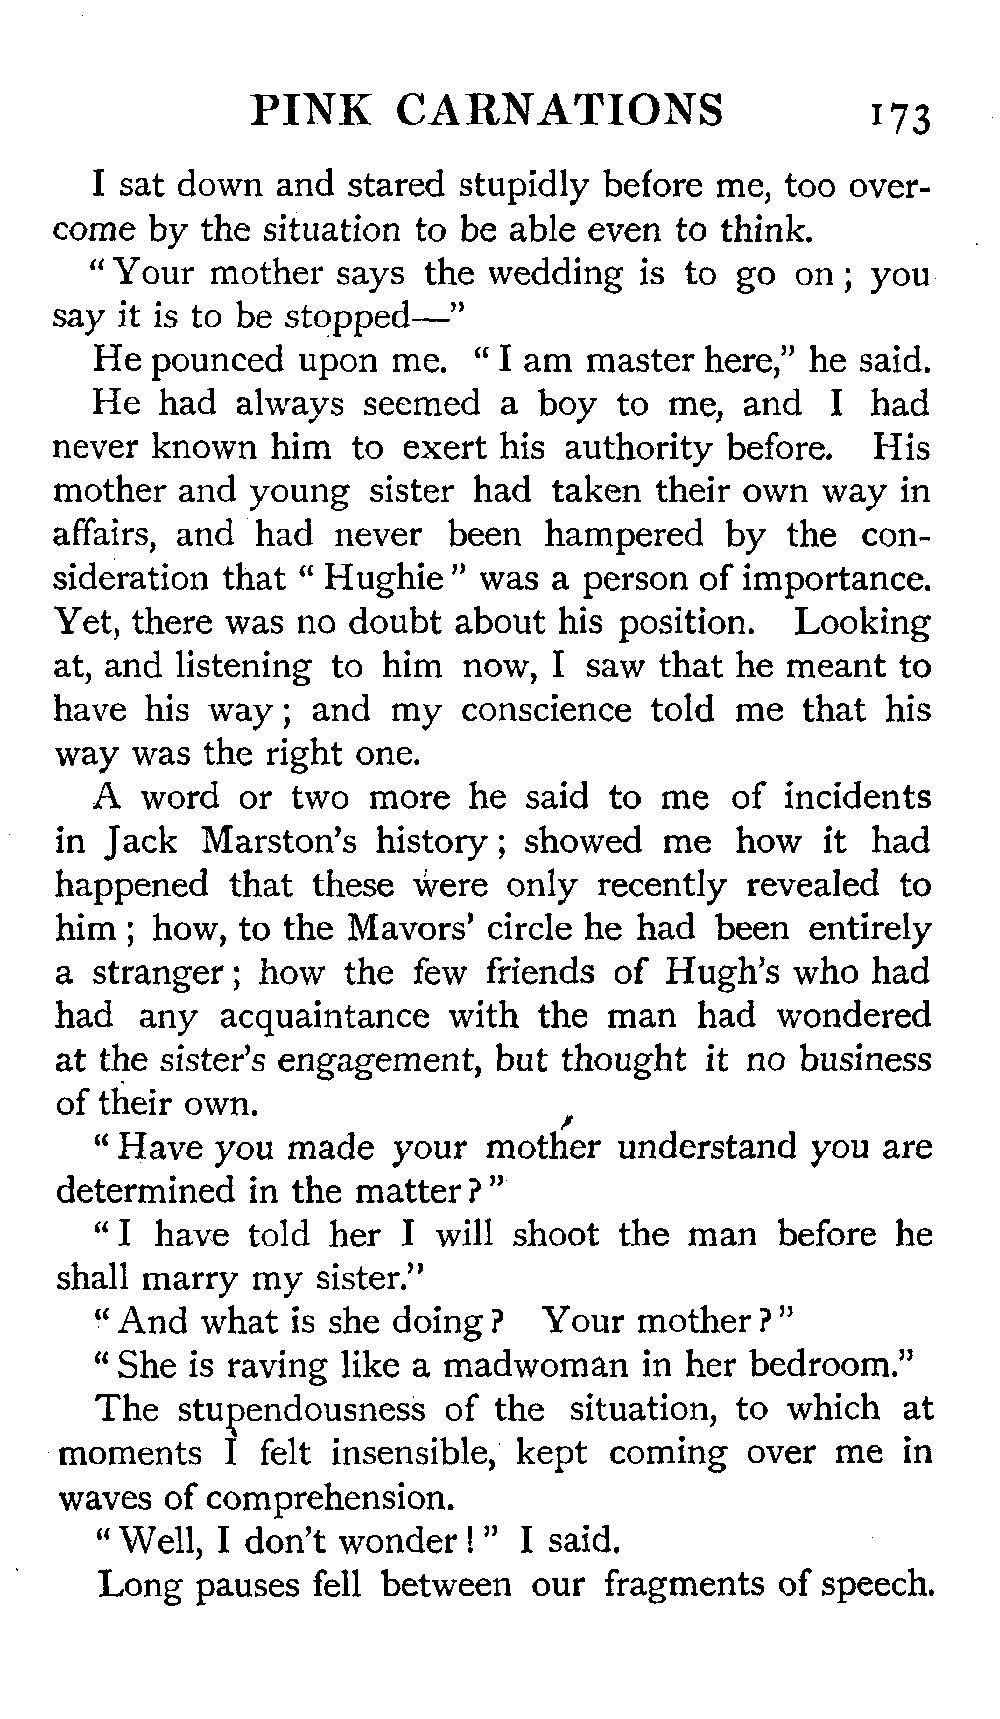 PINK CARNATIONS 173
I sat down and stared stupidly before me, too over-
come by the situation to be able even to think.
“Your mother says the wedding is to go on; you
say it is to be stopped—”
He pounced upon me. “I am master here,” he said.
He had always seemed a boy to me, and I had
never known him to exert his authority before. His
mother and young sister had taken their own way in
affairs, and had never been hampered by the con-
sideration that “Hughie” was a person of importance.
Yet, there was no doubt about his position. Looking
at, and listening to him now, I saw that he meant to
have his way; and my conscience told me that his
way was the right one.
A word or two more he said to me of incidents
in Jack Marston's history; showed me how it had
happened that these were only recently revealed to
him; how, to the Mavors' circle he had been entirely
a stranger; how the few friends of Hugh's who had
had any acquaintance with the man had wondered
at the sister's engagement, but thought it no business
of their own.
“Have you made your mother understand you are
determined in the matter?”
“I have told her I will shoot the man before he
shall marry my sister.”
“And what is she doing? Your mother?”
“She is raving like a madwoman in her bedroom.”
The stupendousness of the situation, to which at
moments I felt insensible, kept coming over me in
waves of comprehension.
“Well, I don't wonder!” I said.
Long pauses fell between our fragments of speech.